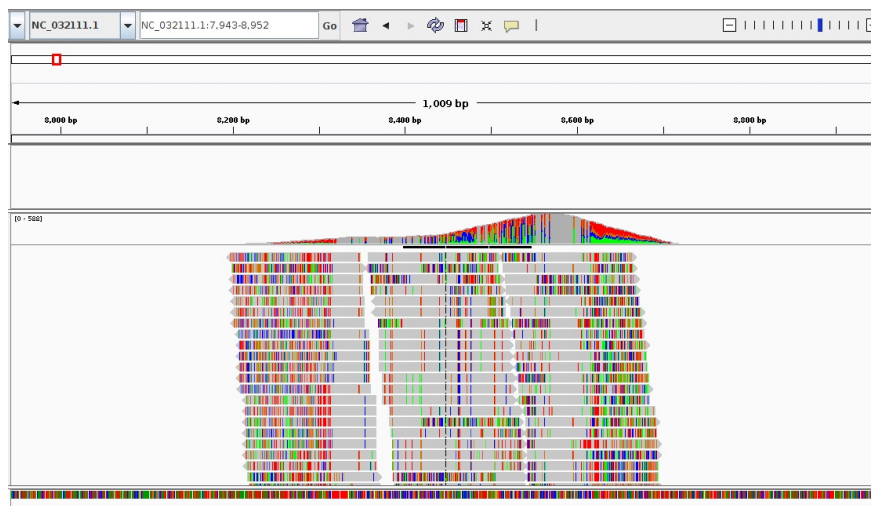 NC_032111.1 NC_032111.1:7,943-8,952 Go
1,009 bp
8,000 bp 8,200 bp 8,400 bp 8,600 bp 8,800 bp
[0 - 588]